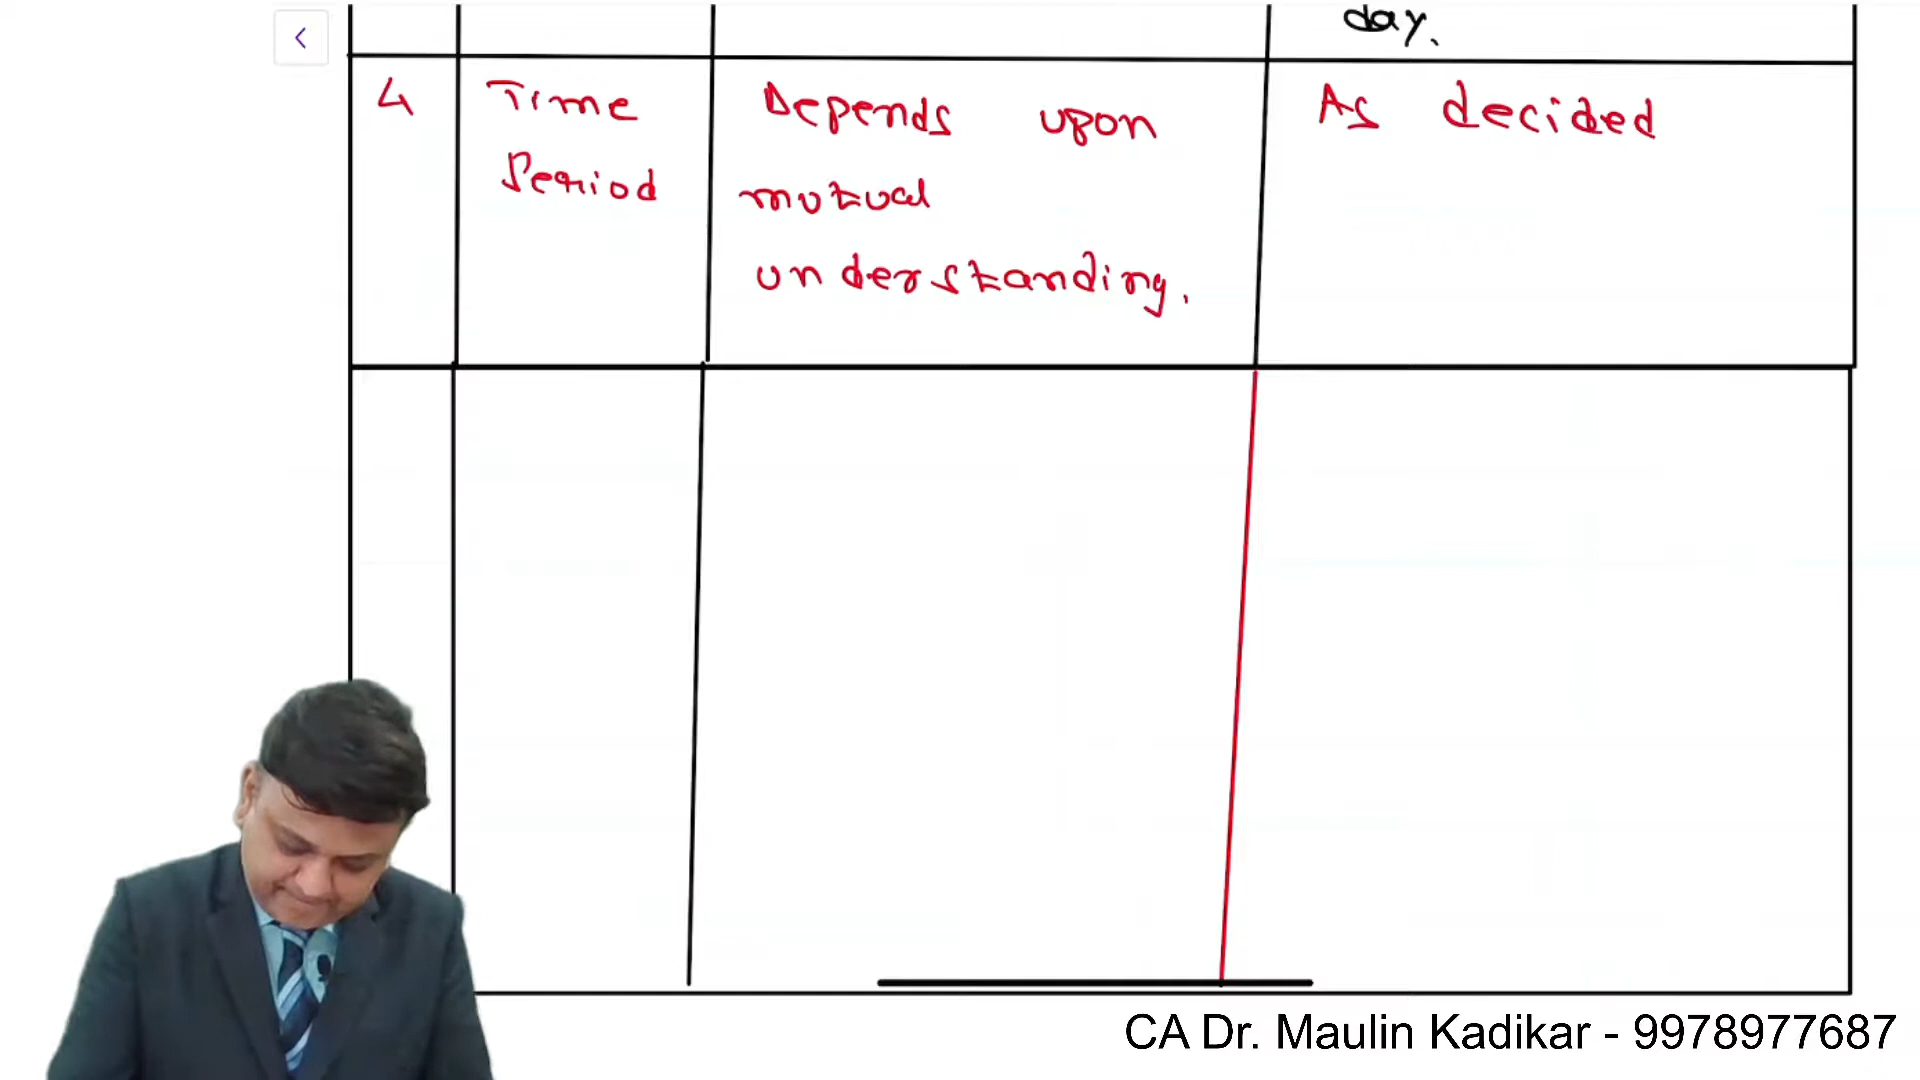 day.
4 Time Depends upon As decided
Period mutual
understanding.
CA Dr. Maulin Kadikar - 9978977687